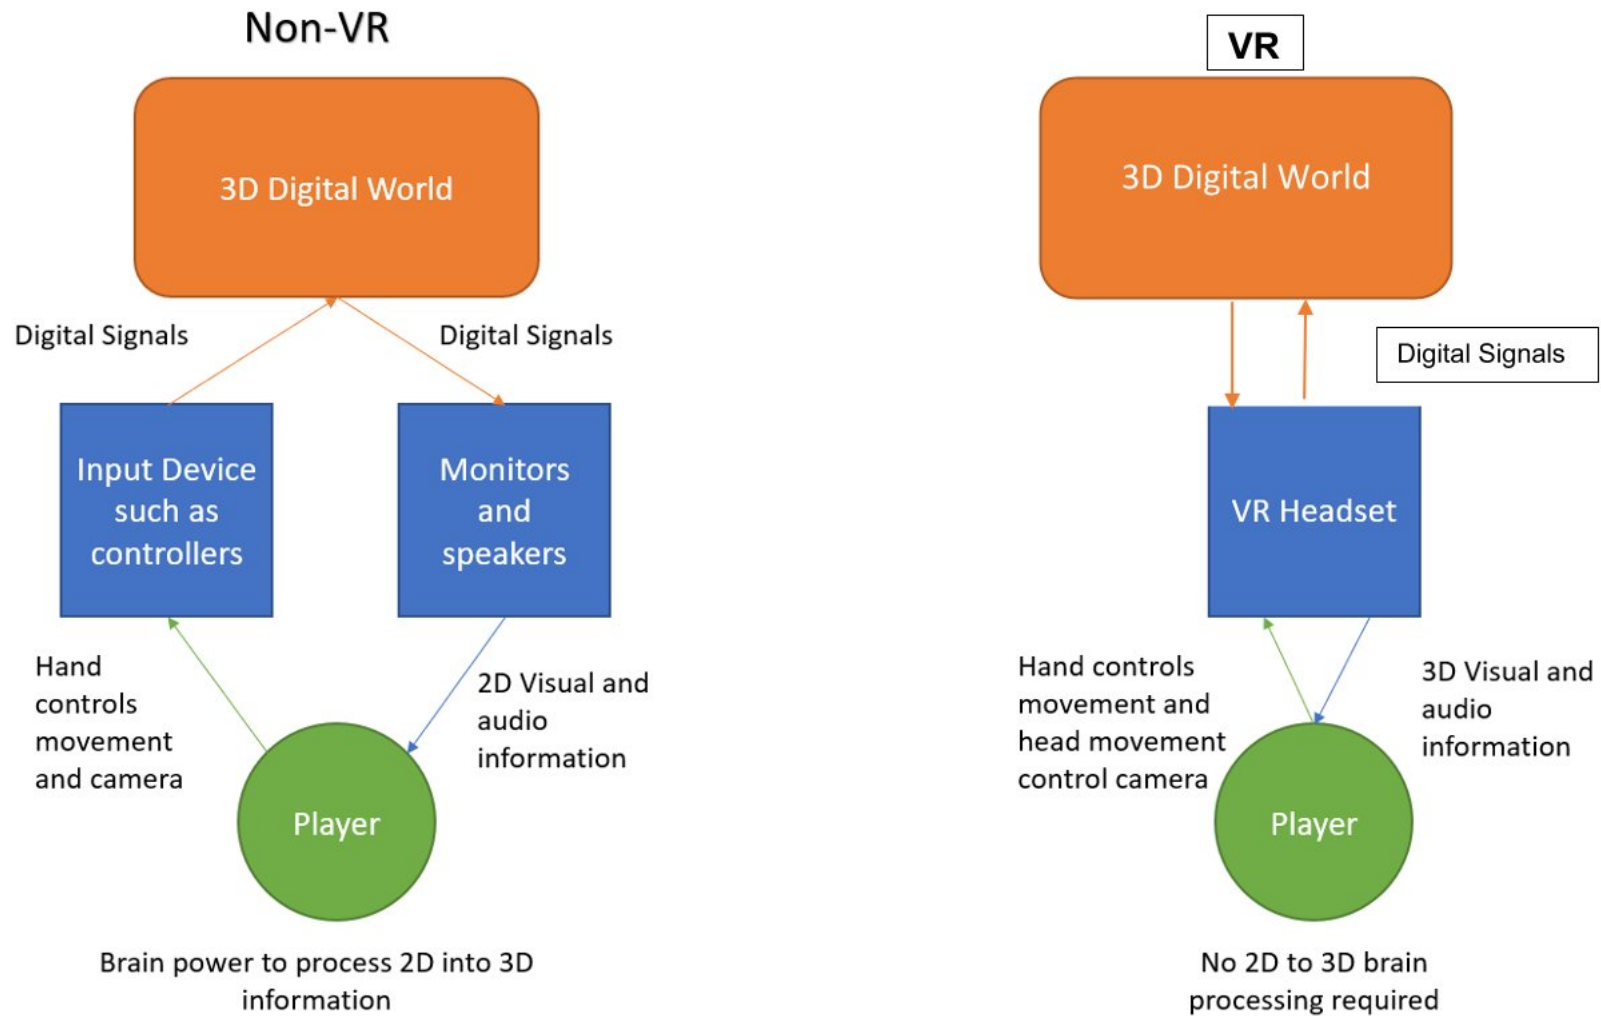 Non-VR
3D Digital World
Digital Signals
Digital Signals
Input Device
such as
controllers
Monitors
and
speakers
Hand
controls
movement
and camera
2D Visual and
audio
information
Player
Brain power to process 2D into 3D
information
VR
3D Digital World
Digital Signals
VR Headset
Hand controls
movement and
head movement
control camera
3D Visual and
audio
information
Player
No 2D to 3D brain
processing required